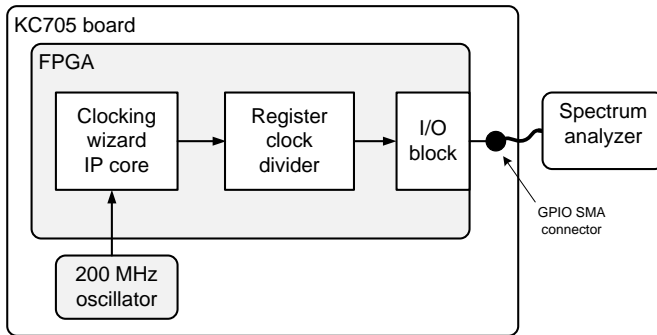 KC705 board
FPGA
Clocking
wizard
IP core
Register
clock
divider
I/O
block
Spectrum
analyzer
GPIO SMA
connector
200 MHz
oscillator